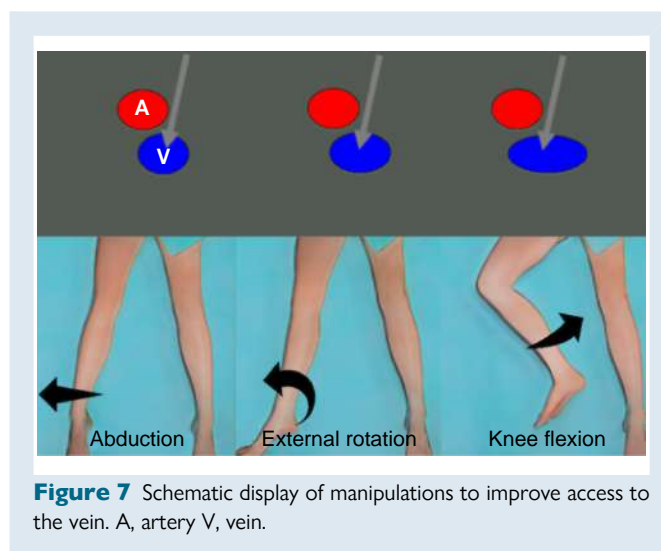 A
V
Abduction External rotation Knee flexion
Figure 7 Schematic display of manipulations to improve access to
the vein. A, artery V, vein.